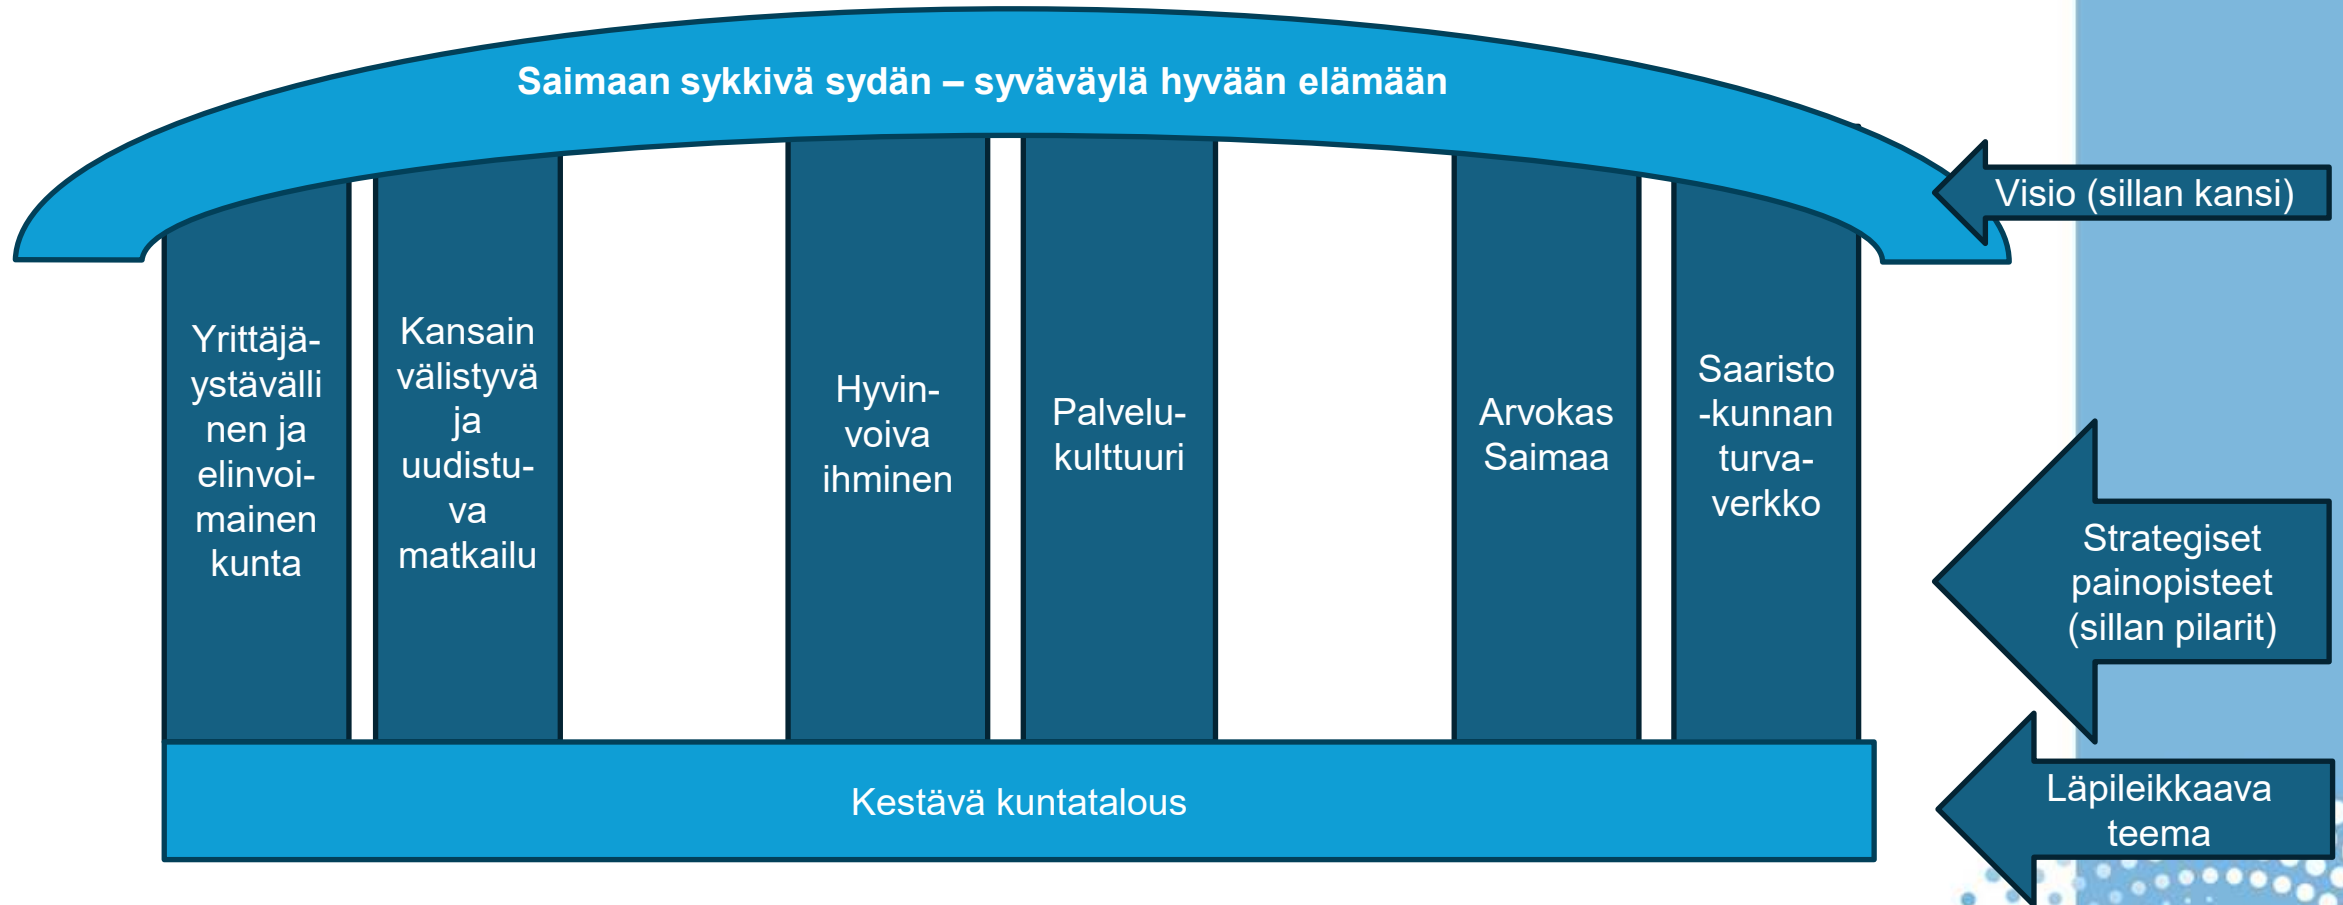 Saimaan sykkivä sydän – syväväylä hyvään elämään
Visio (sillan kansi)
Yrittäjä-
ystävälli
nen ja
elinvoi-
mainen
kunta
Kansain
välistyvä
ja
uudistu-
va
matkailu
Hyvin-
voiva
ihminen
Palvelu-
kulttuuri
Arvokas
Saimaa
Saaristo
-kunnan
turva-
verkko
Strategiset
painopisteet
(sillan pilarit)
Kestävä kuntatalous
Läpileikkaava
teema